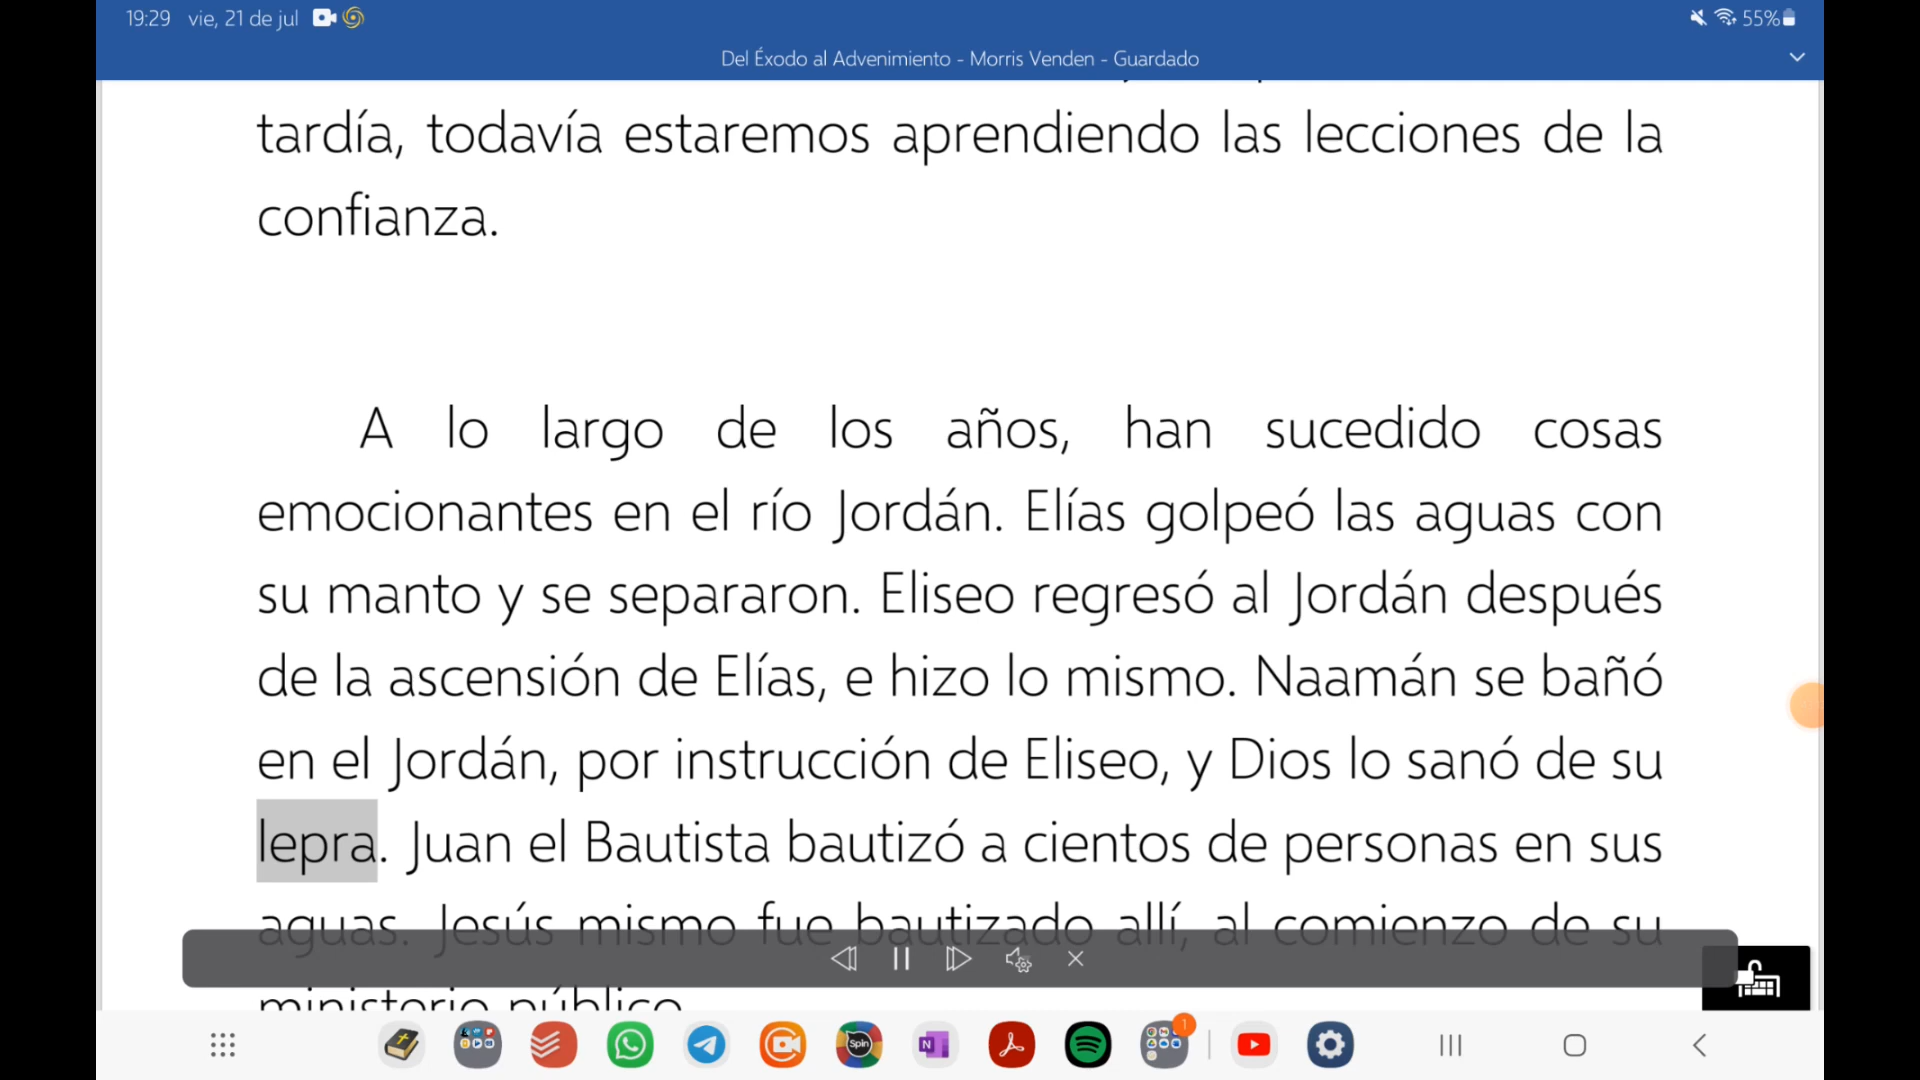 19:29 vie, 21 de jul
55%
Del Éxodo al Advenimiento - Morris Venden - Guardado
tardía, todavía estaremos aprendiendo las lecciones de la
confianza.
A lo largo de los años, han sucedido cosas
emocionantes en el río Jordán. Elías golpeó las aguas con
su manto y se separaron. Eliseo regresó al Jordán después
de la ascensión de Elías, e hizo lo mismo. Naamán se bañó
en el Jordán, por instrucción de Eliseo, y Dios lo sanó de su
lepra. Juan el Bautista bautizó a cientos de personas en sus
aguas. Jesús mismo fue bautizado allí, al comienzo de su
ministerio público.
Spin
N
1